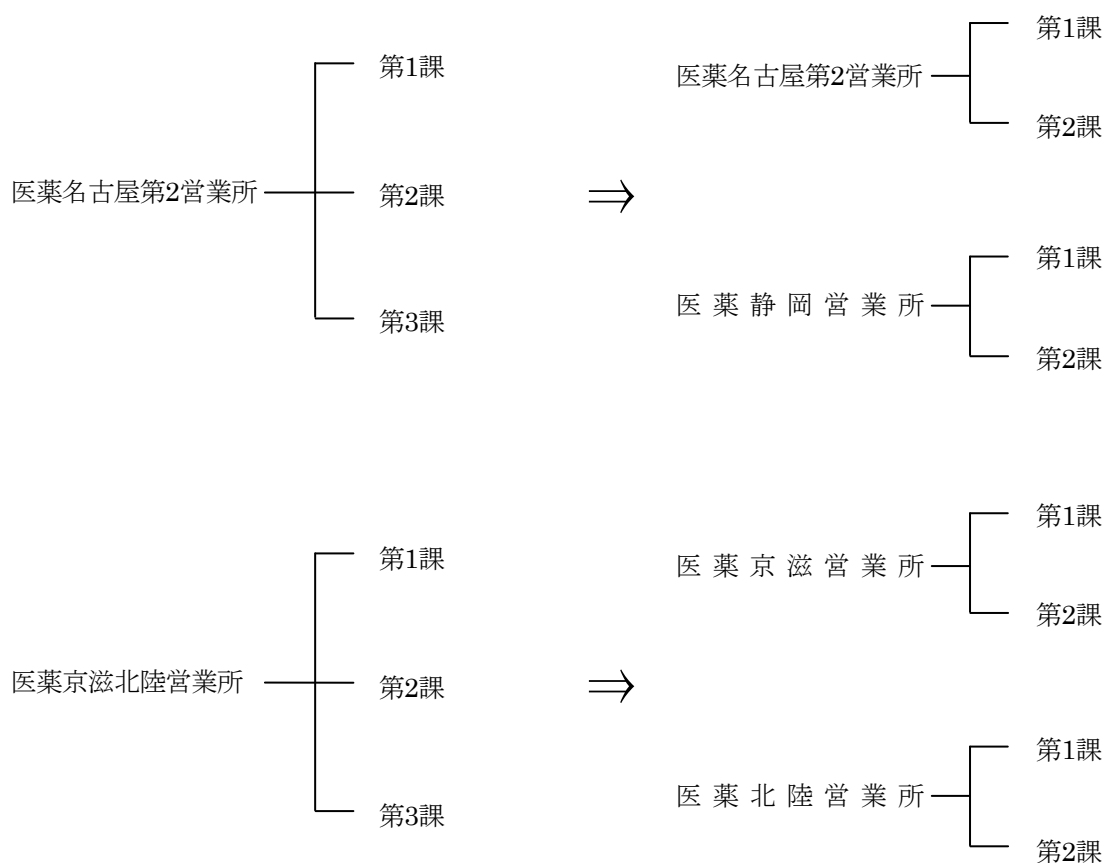 医薬名古屋第2営業所
第1課
第2課
第3課
⇒
医薬名古屋第2営業所
第1課
第2課
医薬静岡営業所
第1課
第2課
医薬京滋北陸営業所
第1課
第2課
第3課
⇒
医薬京滋営業所
第1課
第2課
医薬北陸営業所
第1課
第2課